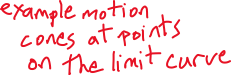 example motion
cones at points
on the limit curve